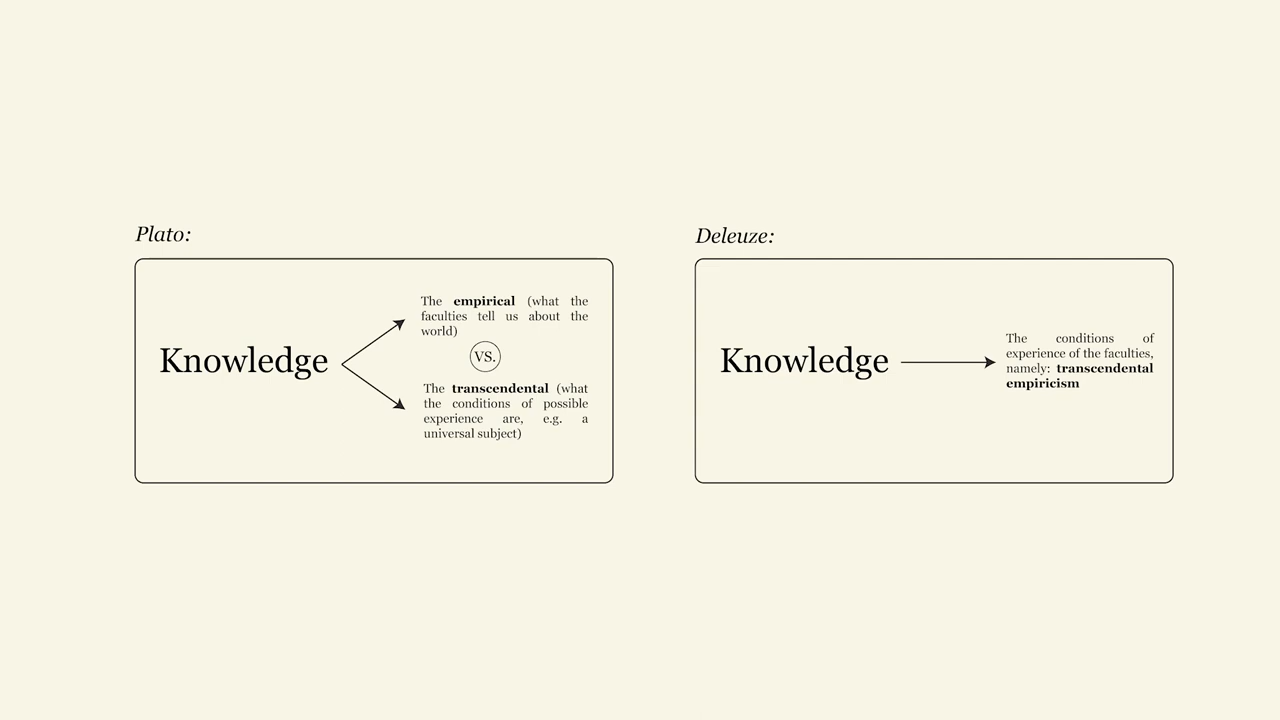 Plato:
Knowledge
The empirical (what the
faculties tell us about the
world)
VS.
The transcendental (what
the conditions of possible
experience are, e.g. a
universal subject)
Deleuze:
Knowledge
The conditions of
experience of the faculties,
namely: transcendental
empiricism